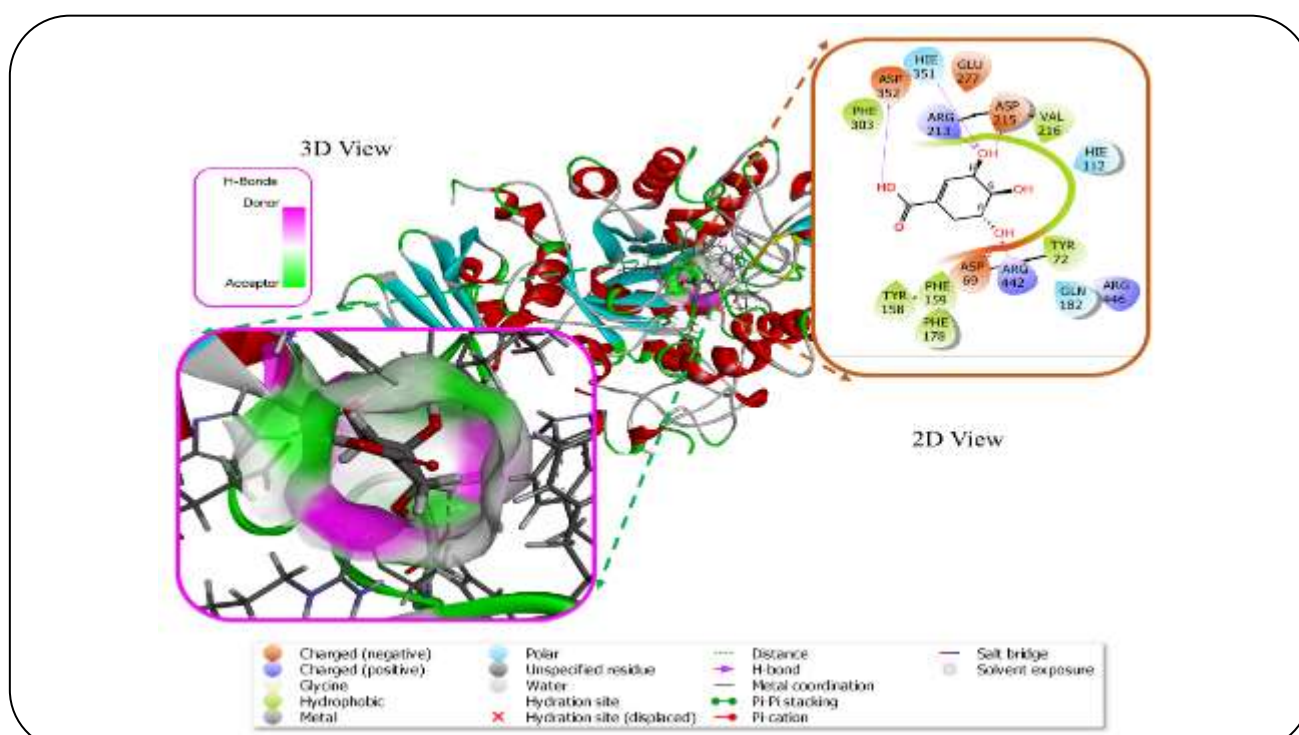 3D View
H-Bonds
Donor
Acceptor
HIE
351
GLU
277
ASP
352
PHE
303
ARG
213
ASP
215
VAL
216
HIE
112
OH
H
HO
OH
O
OH
TYR
72
ASP
69
ARG
442
PHE
159
TYR
158
GLN
182
ARG
446
PHE
178
2D View
Charged (negative)
Charged (positive)
Glycine
Hydrophobic
Metal
Polar
Unspecified residue
Water
Hydration site
Hydration site (displaced)
Distance
H-bond
Metal coordination
Pi-Pi stacking
Pi-cation
Salt bridge
Solvent exposure